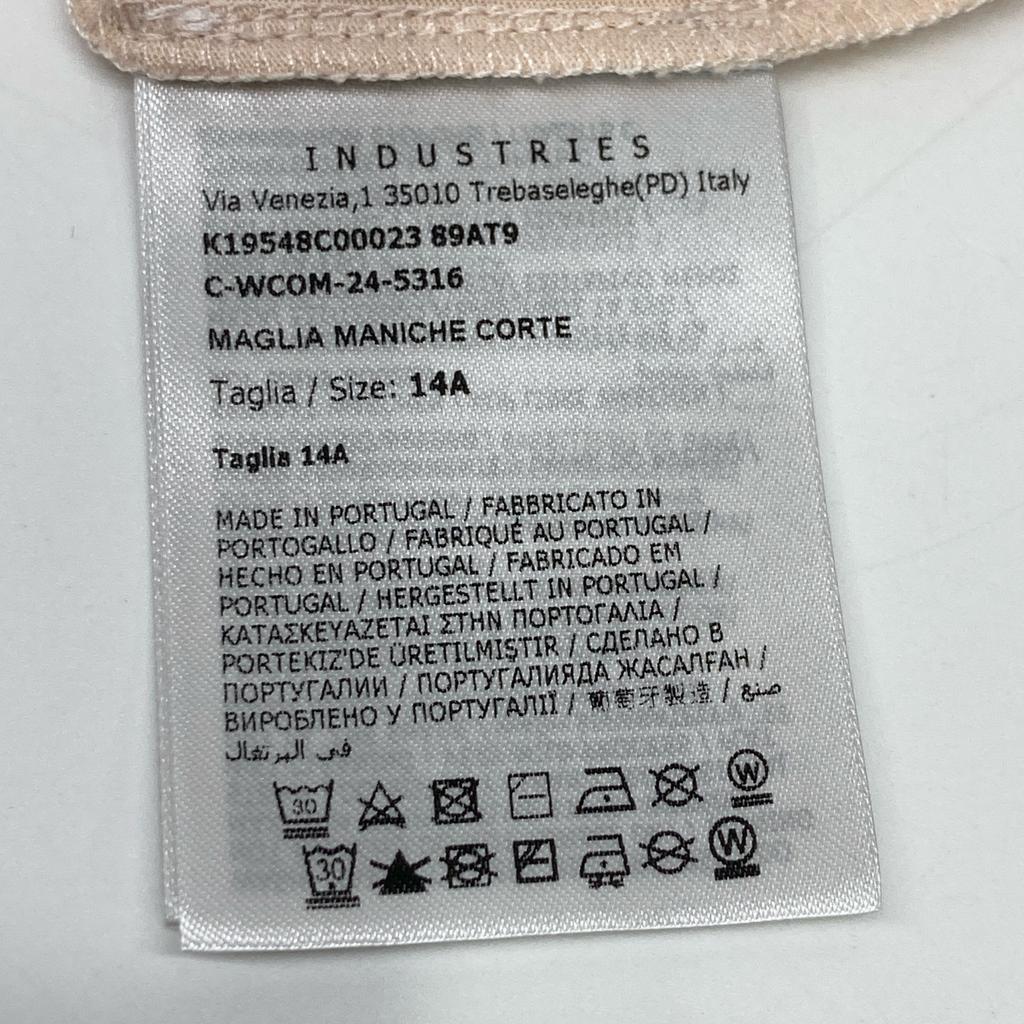 INDUSTRIES
Via Venezia,1 35010 Trebaseleghe(PD) Italy
K19548C00023 89AT9
C-WCOM-24-5316
MAGLIA MANICHE CORTE
Taglia / Size: 14A
Taglia 14A
MADE IN PORTUGAL / FABBRICATO IN
PORTOGALLO / FABRIQUÉ AU PORTUGAL /
HECHO EN PORTUGAL / FABRICADO EM
PORTUGAL / HERGESTELLT IN PORTUGAL /
ΚΑΤΑΣΚΕΥΑΖΕΤΑΙ ΣΤΗΝ ΠΟΡΤΟΓΑΛΙΑ /
PORTEKIZ'DE ÜRETILMIŞTIR / СДЕЛАНО В
ПОРТУГАЛИИ / ПОРТУГАЛИЯДА ЖАСАЛҒАН /
ВИРОБЛЕНО У ПОРТУГАЛІЇ / 葡萄牙製造 / صنع
في البرتغال
30 W
30 W